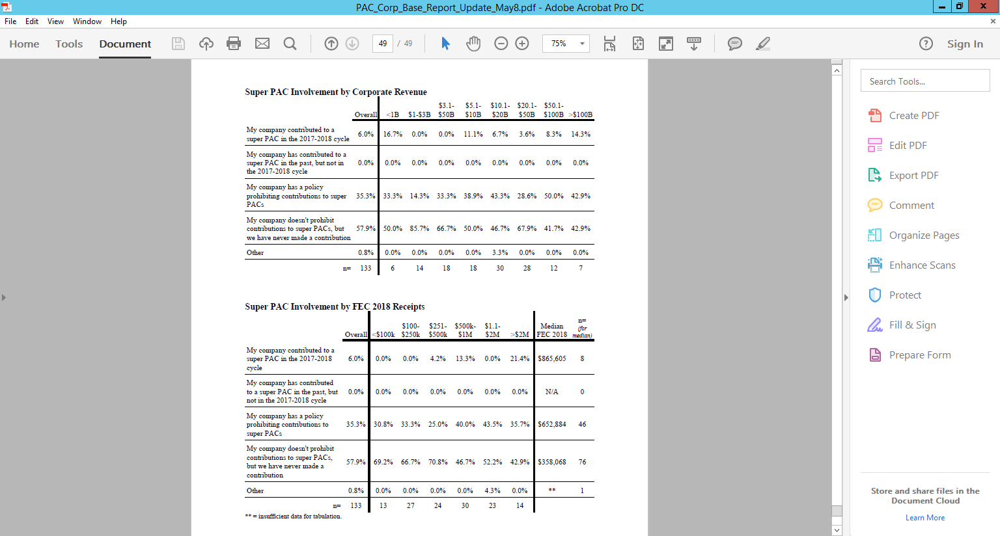 PAC_Corp_Base_Report_Update_May8.pdf - Adobe Acrobat Pro DC
File Edit View Window Help
Home Tools Document 49 / 49 75% Sign In
Search Tools...
Create PDF
Edit PDF
Export PDF
Comment
Organize Pages
Enhance Scans
Protect
Fill & Sign
Prepare Form
Store and share files in the
Document Cloud
Learn More
Super PAC Involvement by Corporate Revenue
$3.1- $5.1- $10.1- $20.1- $50.1-
Overall <1B $1-$3B $50B $10B $20B $50B $100B >$100B
My company contributed to a
super PAC in the 2017-2018 cycle 6.0% 16.7% 0.0% 0.0% 11.1% 6.7% 3.6% 8.3% 14.3%
My company has contributed to a
super PAC in the past, but not in 0.0% 0.0% 0.0% 0.0% 0.0% 0.0% 0.0% 0.0% 0.0%
the 2017-2018 cycle
My company has a policy
prohibiting contributions to super 35.3% 33.3% 14.3% 33.3% 38.9% 43.3% 28.6% 50.0% 42.9%
PACs
My company doesn't prohibit
contributions to super PACs, but 57.9% 50.0% 85.7% 66.7% 50.0% 46.7% 67.9% 41.7% 42.9%
we have never made a contribution
Other 0.8% 0.0% 0.0% 0.0% 0.0% 3.3% 0.0% 0.0% 0.0%
n= 133 6 14 18 18 30 28 12 7
Super PAC Involvement by FEC 2018 Receipts
n=
$100- $251- $500k- $1.1- Median (for
Overall <$100k $250k $500k $1M $2M >$2M FEC 2018 median)
My company contributed to a
super PAC in the 2017-2018 6.0% 0.0% 0.0% 4.2% 13.3% 0.0% 21.4% $865,605 8
cycle
My company has contributed
to a super PAC in the past, but 0.0% 0.0% 0.0% 0.0% 0.0% 0.0% 0.0% N/A 0
not in the 2017-2018 cycle
My company has a policy
prohibiting contributions to 35.3% 30.8% 33.3% 25.0% 40.0% 43.5% 35.7% $652,884 46
super PACs
My company doesn't prohibit
contributions to super PACs, 57.9% 69.2% 66.7% 70.8% 46.7% 52.2% 42.9% $358,068 76
but we have never made a
contribution
Other 0.8% 0.0% 0.0% 0.0% 0.0% 4.3% 0.0% ** 1
n= 133 13 27 24 30 23 14
** = insufficient data for tabulation.